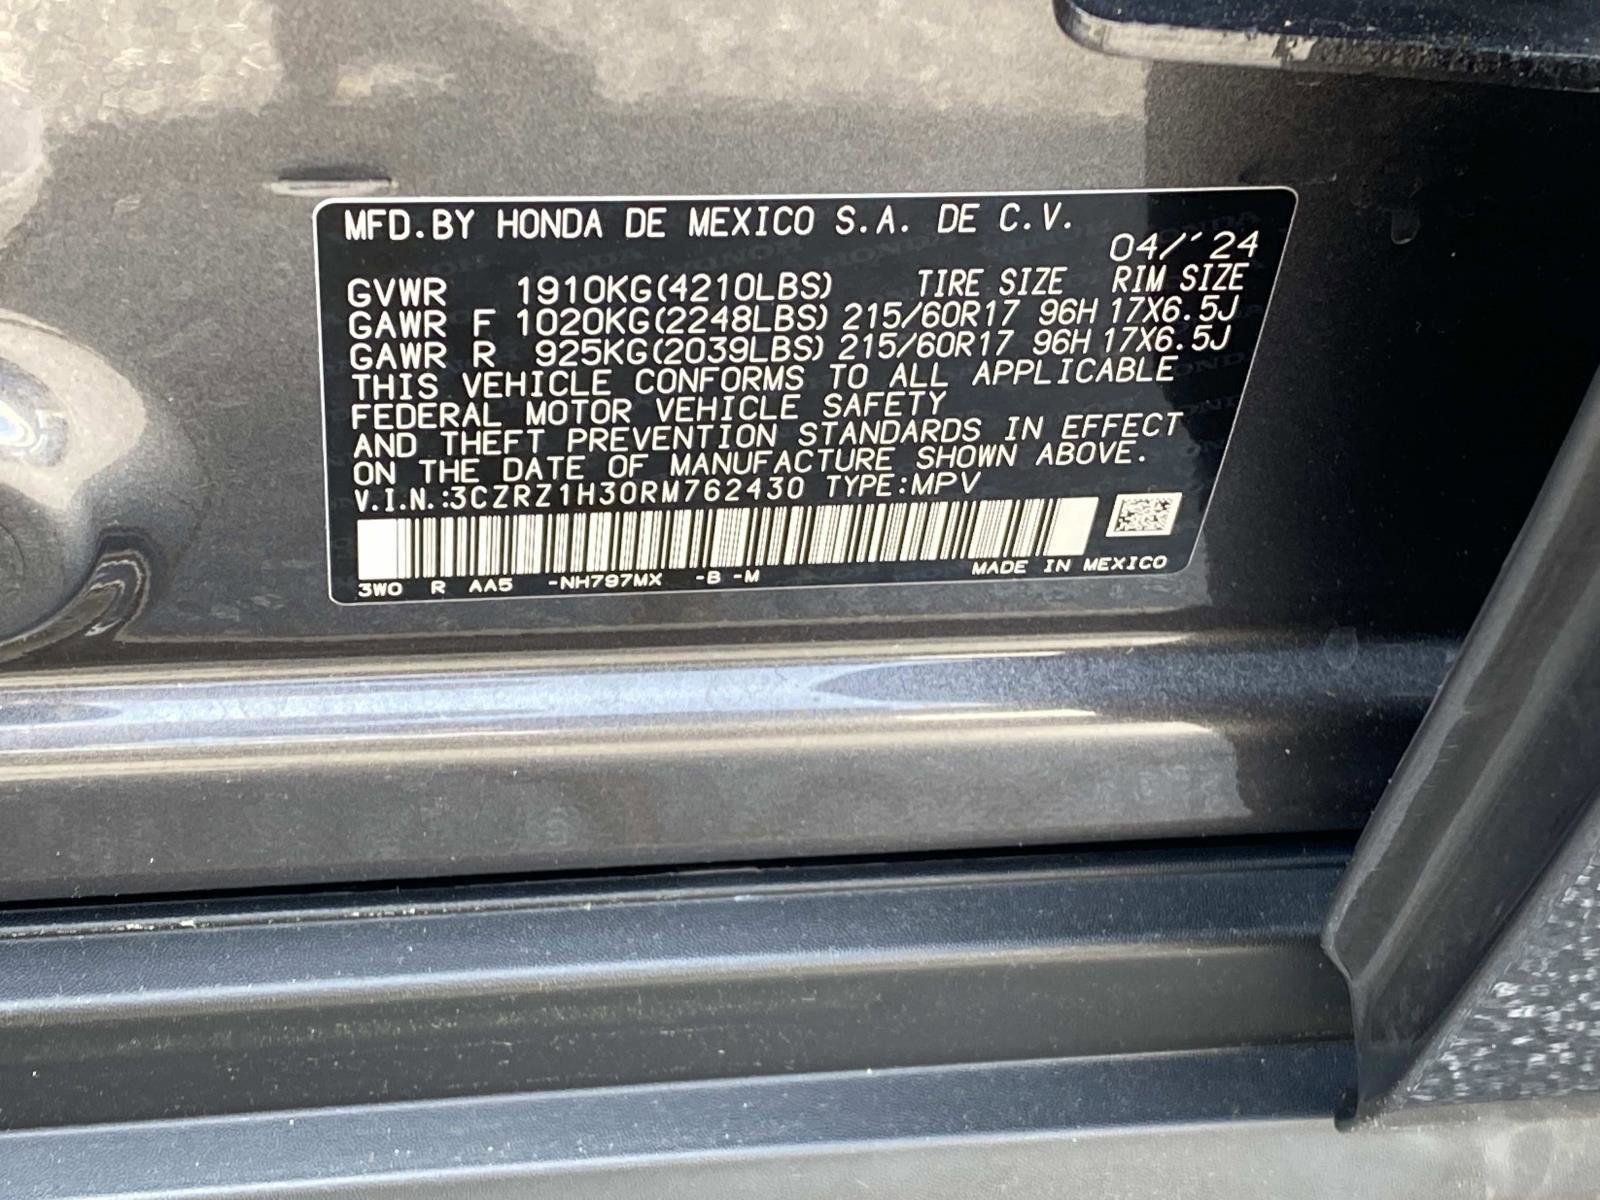 MFD.BY HONDA DE MEXICO S.A. DE C.V.
04/'24
GVWR 1910KG(4210LBS) TIRE SIZE RIM SIZE
GAWR F 1020KG(2248LBS) 215/60R17 96H 17X6.5J
GAWR R 925KG(2039LBS) 215/60R17 96H 17X6.5J
THIS VEHICLE CONFORMS TO ALL APPLICABLE
FEDERAL MOTOR VEHICLE SAFETY
AND THEFT PREVENTION STANDARDS IN EFFECT
ON THE DATE OF MANUFACTURE SHOWN ABOVE.
V.I.N.:3CZRZ1H30RM762430 TYPE:MPV
3W0 R AA5 -NH797MX -B -M MADE IN MEXICO